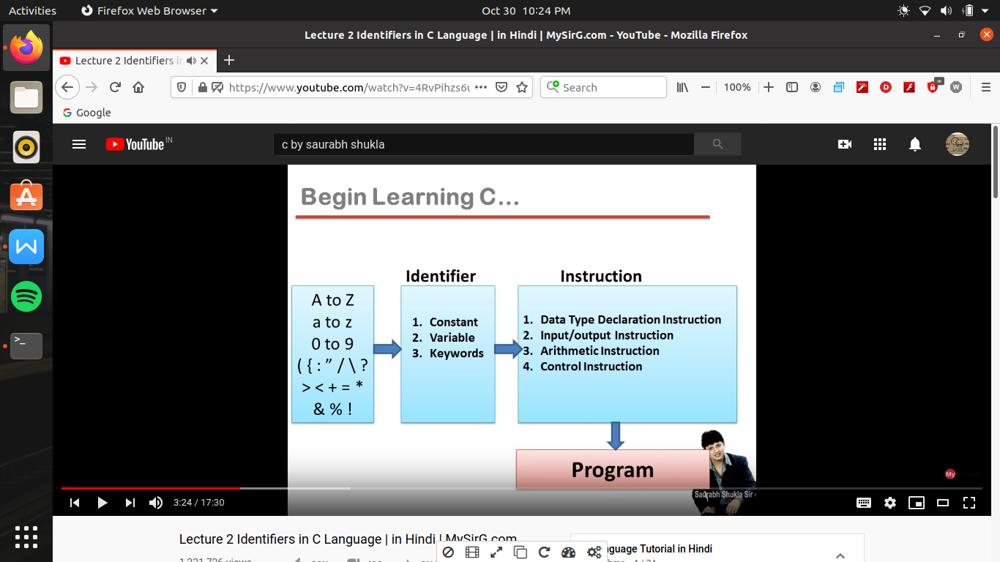 Activities
Firefox Web Browser
Oct 30 10:24 PM
Lecture 2 Identifiers in C Language | in Hindi | MySirG.com - YouTube - Mozilla Firefox
Lecture 2 Identifiers in
https://www.youtube.com/watch?v=4RvPihzs6u
Search
100%
Google
YouTube IN
c by saurabh shukla
Begin Learning C...
Identifier
Instruction
A to Z
a to z
0 to 9
( { : ” / \ ?
> < + = *
& % !
1. Constant
2. Variable
3. Keywords
1. Data Type Declaration Instruction
2. Input/output Instruction
3. Arithmetic Instruction
4. Control Instruction
Program
Saurabh Shukla Sir
My
3:24 / 17:30
Lecture 2 Identifiers in C Language | in Hindi | MySirG.com
nguage Tutorial in Hindi